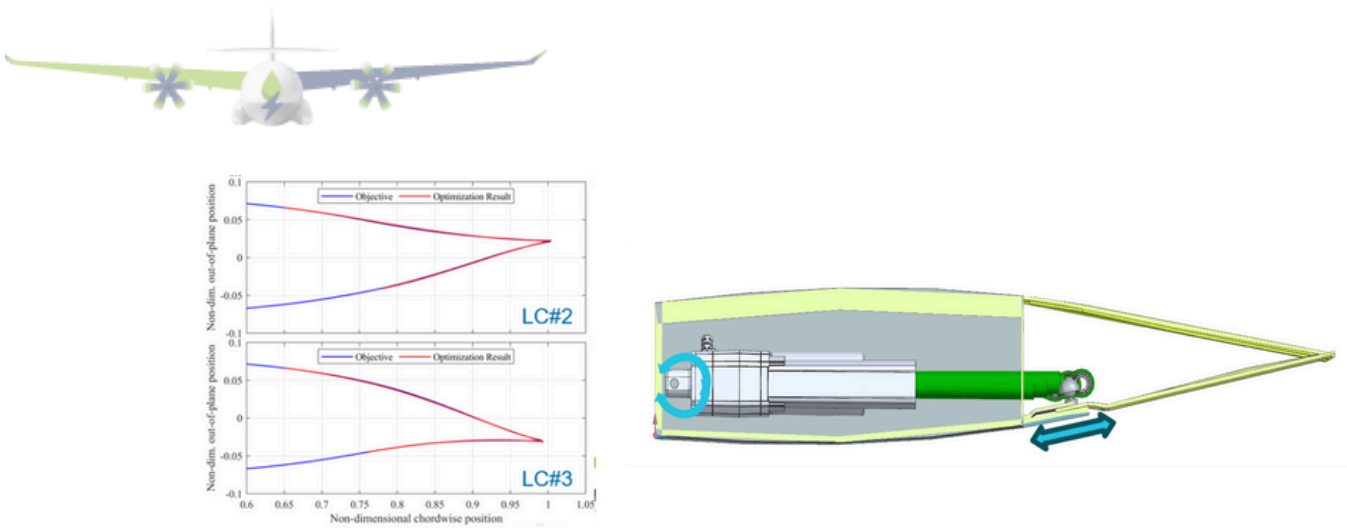 0.1
Objective
Optimization Result
0.05
0
-0.05
-0.1
Non-dim. out-of-plane position
LC#2
0.1
Objective
Optimization Result
0.05
0
-0.05
-0.1
Non-dim. out-of-plane position
LC#3
0.6 0.65 0.7 0.75 0.8 0.85 0.9 0.95 1 1.05
Non-dimensional chordwise position